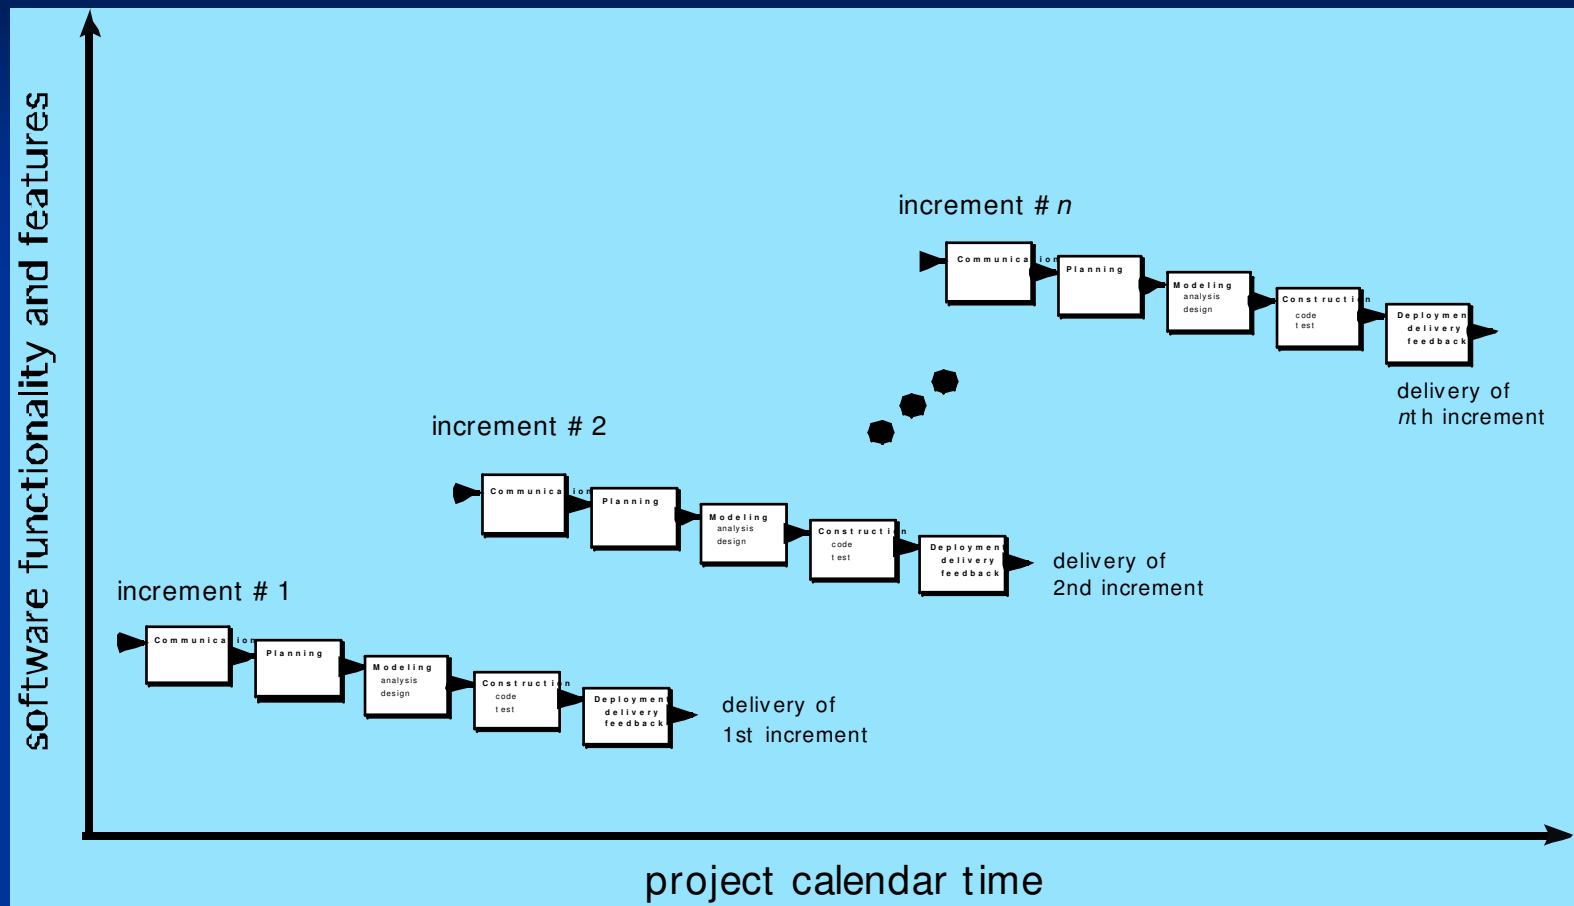 software functionality and features
increment # n
Communication
Planning
Modeling
analysis
design
Construction
code
test
Deployment
delivery
feedback
delivery of
nth increment
increment # 2
Communication
Planning
Modeling
analysis
design
Construction
code
test
Deployment
delivery
feedback
delivery of
2nd increment
increment # 1
Communication
Planning
Modeling
analysis
design
Construction
code
test
Deployment
delivery
feedback
delivery of
1st increment
project calendar time